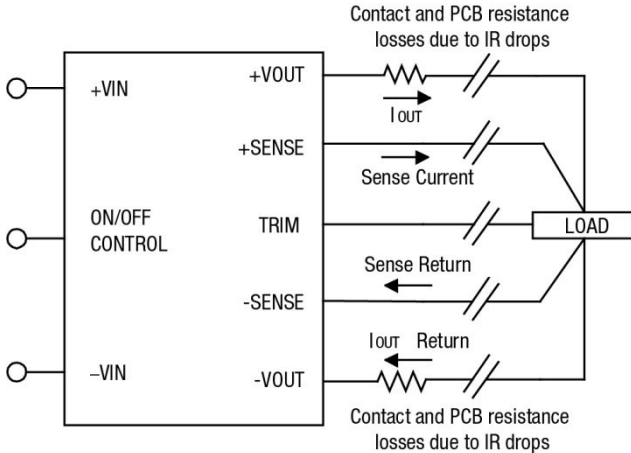 Contact and PCB resistance
losses due to IR drops
+VOUT
+VIN
IOUT
+SENSE
Sense Current
ON/OFF
CONTROL
TRIM
LOAD
Sense Return
-SENSE
IOUT Return
–VIN
-VOUT
Contact and PCB resistance
losses due to IR drops